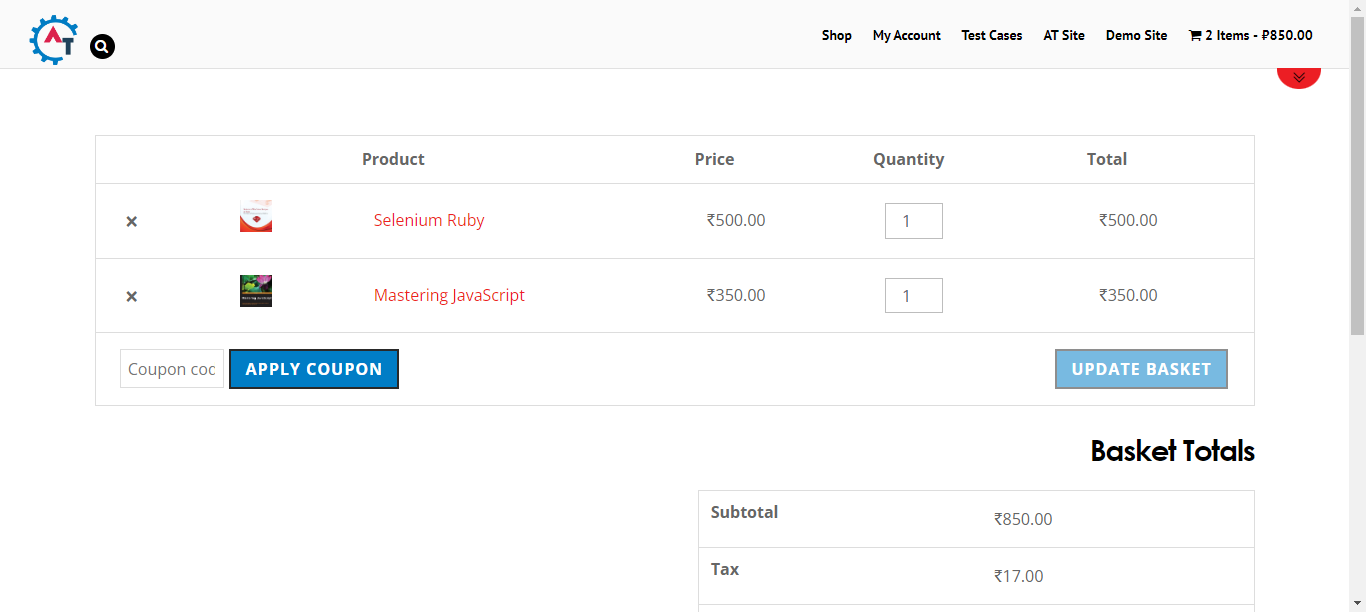 AT
Shop My Account Test Cases AT Site Demo Site 2 Items - ₹850.00
Product Price Quantity Total
× Selenium Ruby ₹500.00 1 ₹500.00
× Mastering JavaScript ₹350.00 1 ₹350.00
Coupon coc APPLY COUPON UPDATE BASKET
Basket Totals
Subtotal ₹850.00
Tax ₹17.00